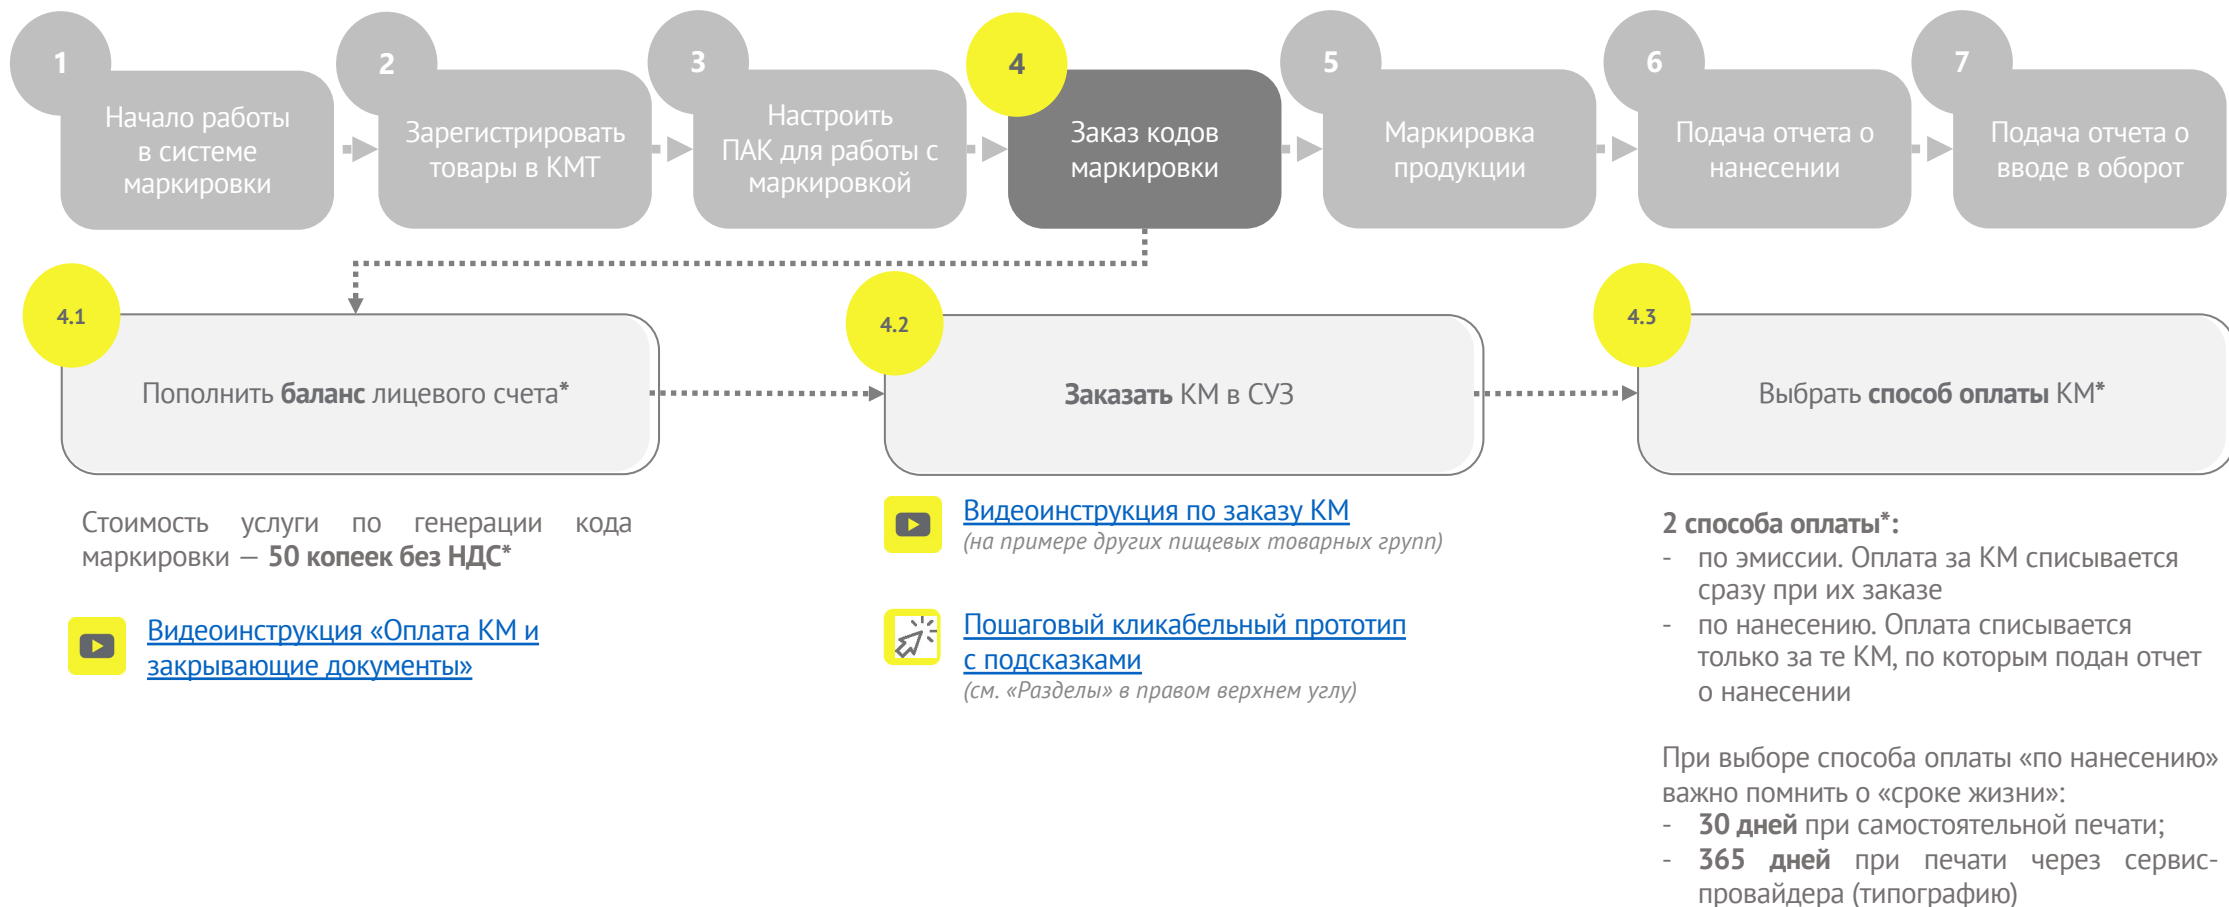 1
Начало работы
в системе
маркировки
2
Зарегистрировать
товары в КМТ
3
Настроить
ПАК для работы с
маркировкой
4
Заказ кодов
маркировки
5
Маркировка
продукции
6
Подача отчета о
нанесении
7
Подача отчета о
вводе в оборот
4.1
Пополнить баланс лицевого счета*
Стоимость услуги по генерации кода
маркировки — 50 копеек без НДС*
Видеоинструкция «Оплата КМ и
закрывающие документы»
4.2
Заказать КМ в СУЗ
Видеоинструкция по заказу КМ
(на примере других пищевых товарных групп)
Пошаговый кликабельный прототип
с подсказками
(см. «Разделы» в правом верхнем углу)
4.3
Выбрать способ оплаты КМ*
2 способа оплаты*:
- по эмиссии. Оплата за КМ списывается
сразу при их заказе
- по нанесению. Оплата списывается
только за те КМ, по которым подан отчет
о нанесении
При выборе способа оплаты «по нанесению»
важно помнить о «сроке жизни»:
- 30 дней при самостоятельной печати;
- 365 дней при печати через сервис-
провайдера (типографию)